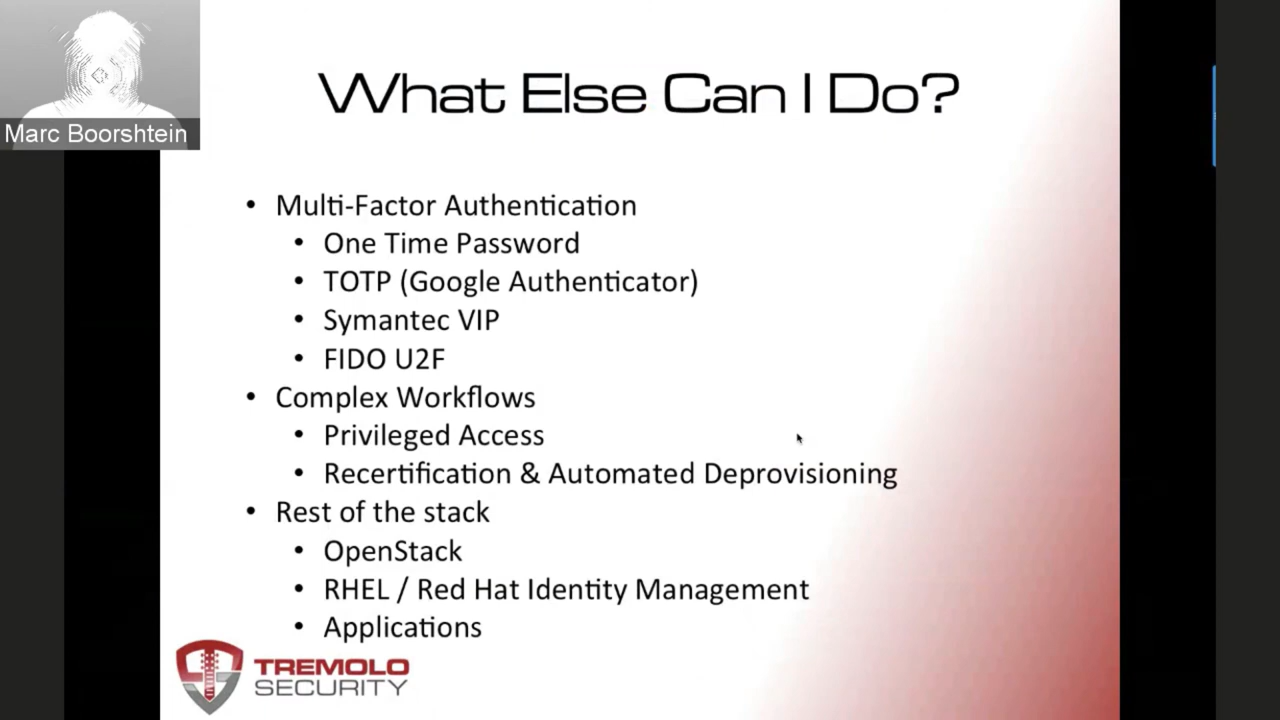 Marc Boorshtein
What Else Can I Do?
• Multi-Factor Authentication
• One Time Password
• TOTP (Google Authenticator)
• Symantec VIP
• FIDO U2F
• Complex Workflows
• Privileged Access
• Recertification & Automated Deprovisioning
• Rest of the stack
• OpenStack
• RHEL / Red Hat Identity Management
• Applications
TREMOLO
SECURITY